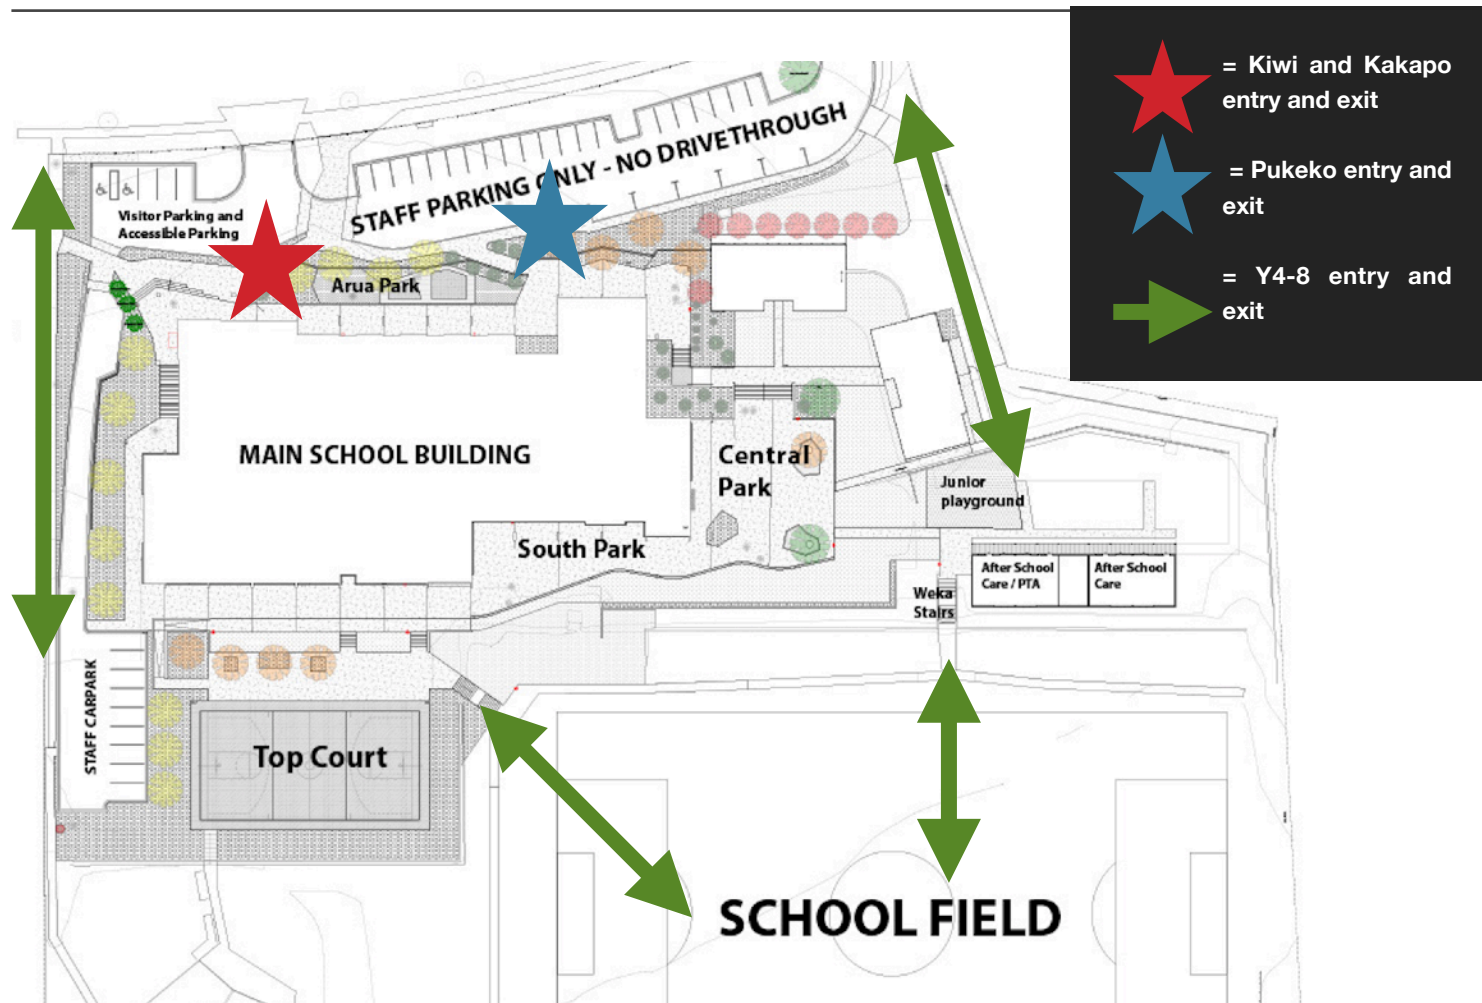 = Kiwi and Kakapo
entry and exit
= Pukeko entry and
exit
= Y4-8 entry and
exit
STAFF PARKING ONLY - NO DRIVETHROUGH
Visitor Parking and
Accessible Parking
Arua Park
MAIN SCHOOL BUILDING
Central
Park
Junior
playground
South Park
After School
Care / PTA
After School
Care
Weka
Stairs
STAFF CARPARK
Top Court
SCHOOL FIELD